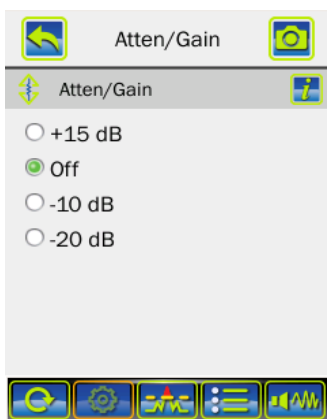 Atten/Gain
Atten/Gain
i
+15 dB
Off
-10 dB
-20 dB